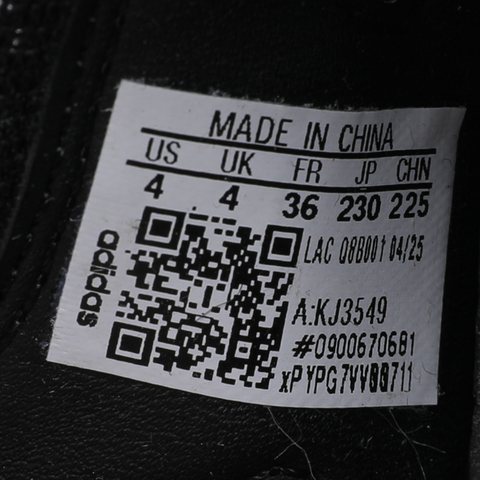 MADE IN CHINA
US UK FR JP CHN
4 4 36 230 225
LAC 08B001 04/25
adidas
A:KJ3549
#0900670681